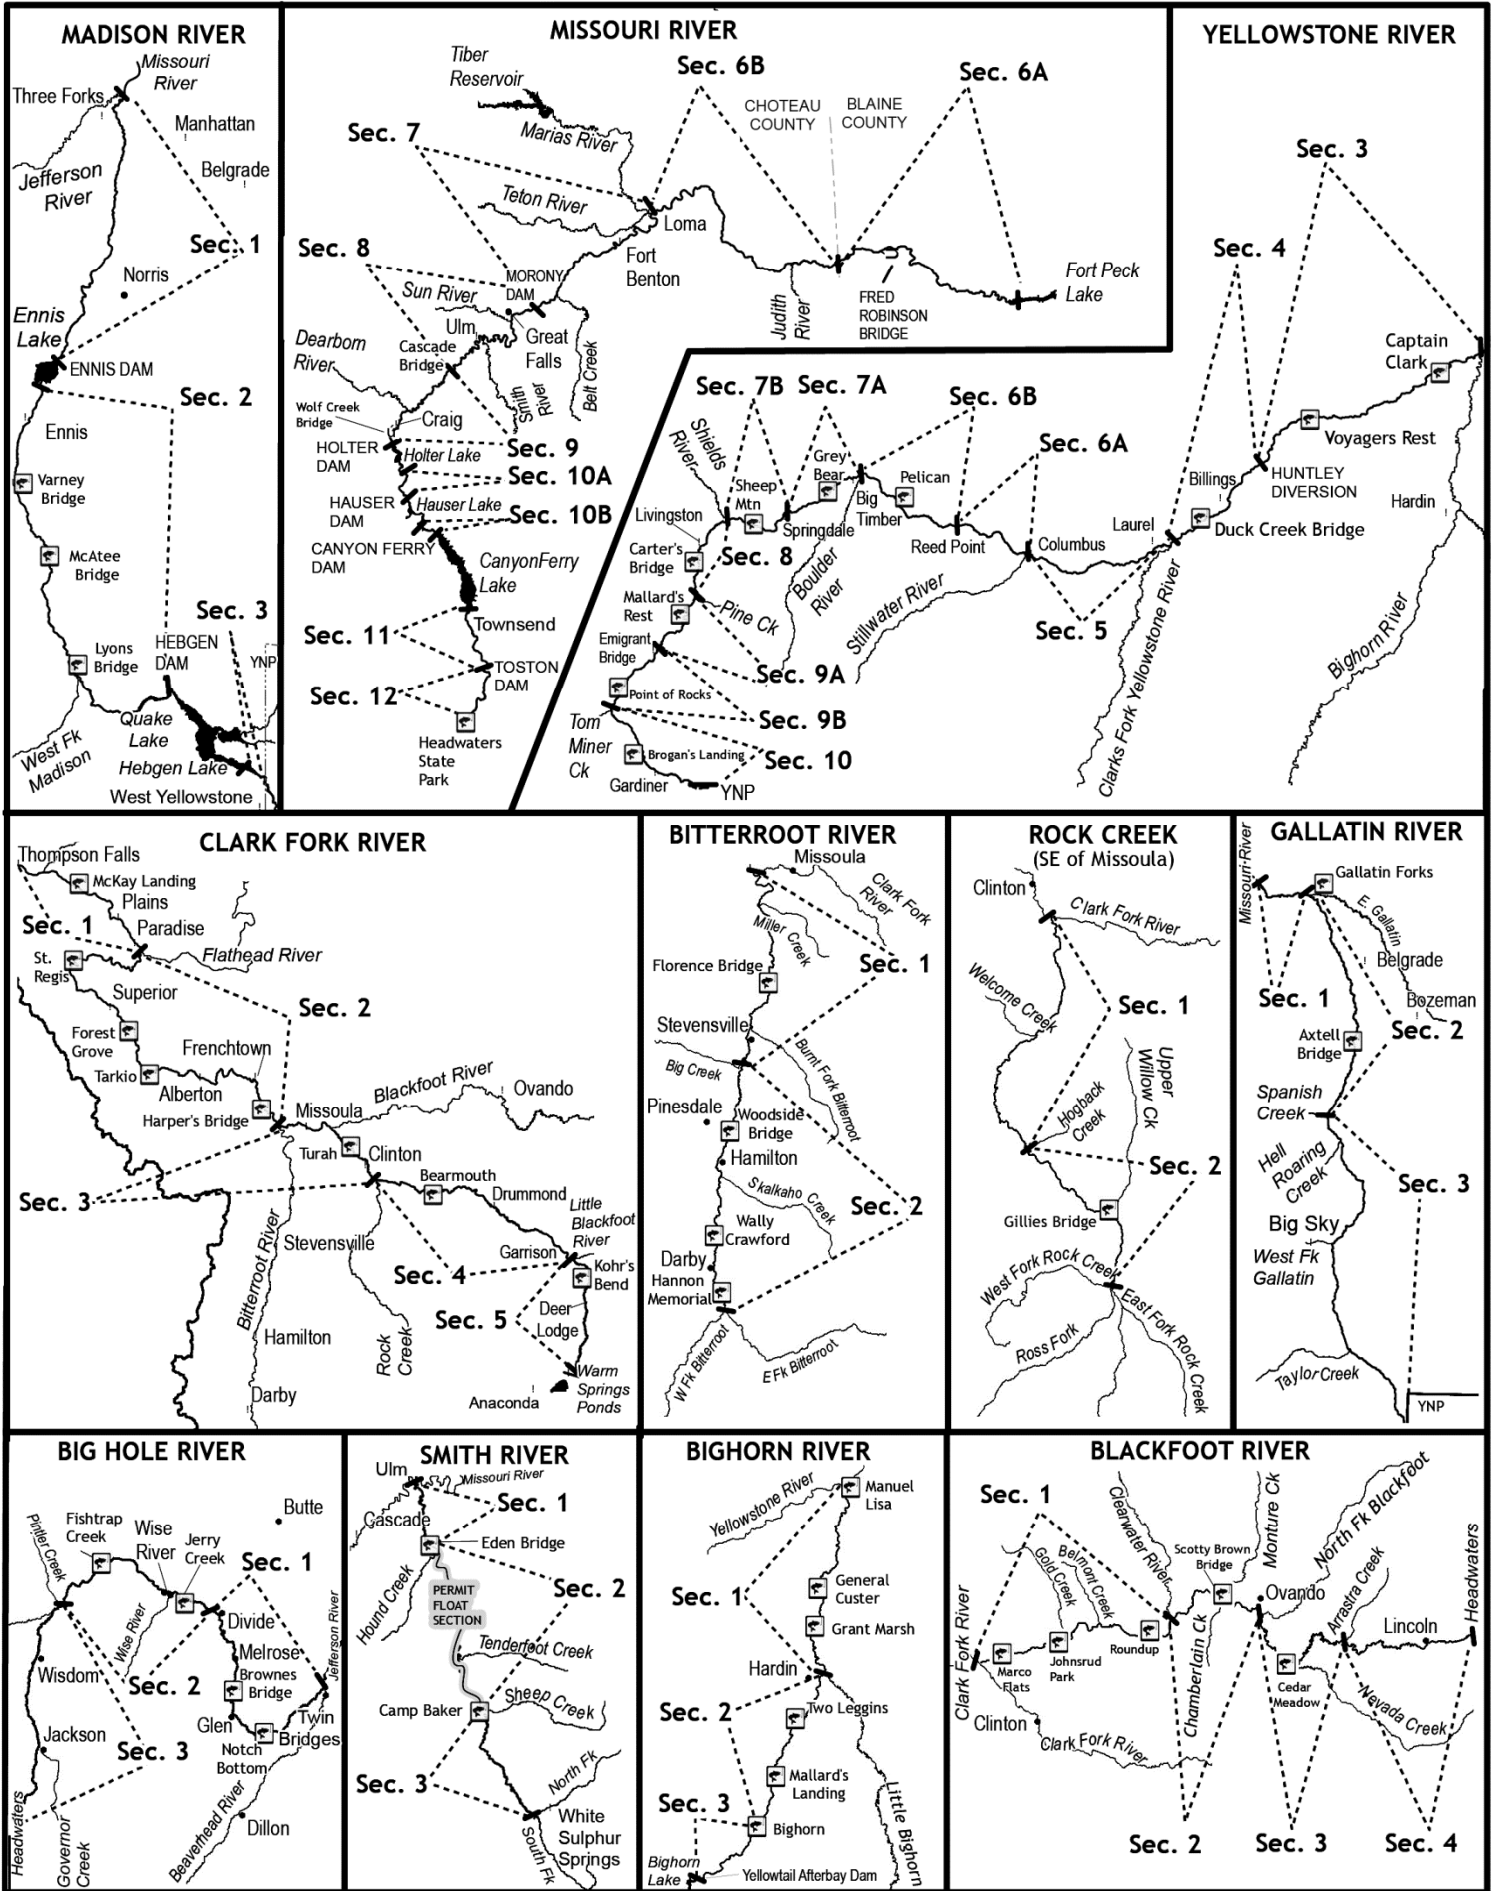 MADISON RIVER
Missouri
River
Three Forks
Manhattan
Belgrade
Jefferson
River
Sec. 1
Norris
Ennis
Lake
ENNIS DAM
Sec. 2
Ennis
Varney
Bridge
McAtee
Bridge
Sec. 3
HEBGEN
DAM
YNP
Lyons
Bridge
Quake
Lake
West Fk
Madison
Hebgen Lake
West Yellowstone
MISSOURI RIVER
Tiber
Reservoir
Sec. 6B
Sec. 6A
CHOTEAU
COUNTY
BLAINE
COUNTY
Sec. 7
Marias River
Teton River
Loma
Sec. 8
Fort
Benton
MORONY
DAM
Sun River
Fort Peck
Lake
FRED
ROBINSON
BRIDGE
Judith
River
Ulm
Great
Falls
Dearborn
River
Cascade
Bridge
Smith
River
Belt Creek
Wolf Creek
Bridge
Craig
HOLTER
DAM
Holter Lake
Sec. 9
Sec. 10A
HAUSER
DAM
Hauser Lake
Sec. 10B
CANYON FERRY
DAM
CanyonFerry
Lake
Townsend
Sec. 11
TOSTON
DAM
Sec. 12
Headwaters
State
Park
YELLOWSTONE RIVER
Sec. 3
Sec. 4
Captain
Clark
Voyagers Rest
Sec. 7B
Sec. 7A
Sec. 6B
Sec. 6A
Shields
River
Grey
Bear
Pelican
Sheep
Mtn
Big
Timber
Livingston
Springdale
Reed Point
Columbus
Laurel
Billings
HUNTLEY
DIVERSION
Hardin
Duck Creek Bridge
Carter's
Bridge
Sec. 8
Boulder
River
Stillwater River
Mallard's
Rest
Pine Ck
Sec. 5
Emigrant
Bridge
Sec. 9A
Point of Rocks
Sec. 9B
Tom
Miner
Ck
Brogan's Landing
Sec. 10
Gardiner
YNP
Clarks Fork Yellowstone River
Bighorn River
CLARK FORK RIVER
Thompson Falls
McKay Landing
Plains
Sec. 1
Paradise
Flathead River
St.
Regis
Superior
Sec. 2
Forest
Grove
Frenchtown
Tarkio
Alberton
Blackfoot River
Ovando
Harper's Bridge
Missoula
Turah
Clinton
Bearmouth
Sec. 3
Drummond
Little
Blackfoot
River
Stevensville
Garrison
Kohr's
Bend
Sec. 4
Bitterroot River
Sec. 5
Deer
Lodge
Hamilton
Rock
Creek
Warm
Springs
Ponds
Darby
Anaconda
BITTERROOT RIVER
Missoula
Clark Fork
River
Miller
Creek
Sec. 1
Florence Bridge
Stevensville
Big Creek
Burnt Fork Bitterroot
Pinesdale
Woodside
Bridge
Hamilton
Skalkaho Creek
Sec. 2
Wally
Crawford
Darby
Hannon
Memorial
W Fk Bitterroot
E Fk Bitterroot
ROCK CREEK
(SE of Missoula)
Clinton
Clark Fork River
Welcome Creek
Sec. 1
Upper
Willow Ck
Hogback
Creek
Sec. 2
Gillies Bridge
West Fork Rock Creek
East Fork Rock Creek
Ross Fork
GALLATIN RIVER
Missouri River
Gallatin Forks
E. Gallatin
Belgrade
Sec. 1
Bozeman
Sec. 2
Axtell
Bridge
Spanish
Creek
Hell
Roaring
Creek
Sec. 3
Big Sky
West Fk
Gallatin
Taylor Creek
YNP
BIG HOLE RIVER
Butte
Pintler Creek
Fishtrap
Creek
Wise
River
Jerry
Creek
Sec. 1
Divide
Wise River
Melrose
Wisdom
Sec. 2
Brownes
Bridge
Jefferson River
Glen
Twin
Bridges
Jackson
Sec. 3
Notch
Bottom
Headwaters
Governor
Creek
Beaverhead River
Dillon
SMITH RIVER
Ulm
Missouri River
Sec. 1
Cascade
Eden Bridge
Hound Creek
PERMIT
FLOAT
SECTION
Sec. 2
Tenderfoot Creek
Sheep Creek
Camp Baker
Sec. 3
North Fk
White
Sulphur
Springs
South Fk
BIGHORN RIVER
Yellowstone River
Manuel
Lisa
Sec. 1
General
Custer
Grant Marsh
Hardin
Sec. 2
Two Leggins
Mallard's
Landing
Sec. 3
Bighorn
Little Bighorn
Bighorn
Lake
Yellowtail Afterbay Dam
BLACKFOOT RIVER
Sec. 1
Clearwater River
Monture Ck
North Fk Blackfoot
Gold Creek
Belmont Creek
Scotty Brown
Bridge
Ovando
Arrastra Creek
Headwaters
Lincoln
Clark Fork River
Marco
Flats
Johnsrud
Park
Roundup
Chamberlain Ck
Cedar
Meadow
Nevada Creek
Clinton
Clark Fork River
Sec. 2
Sec. 3
Sec. 4